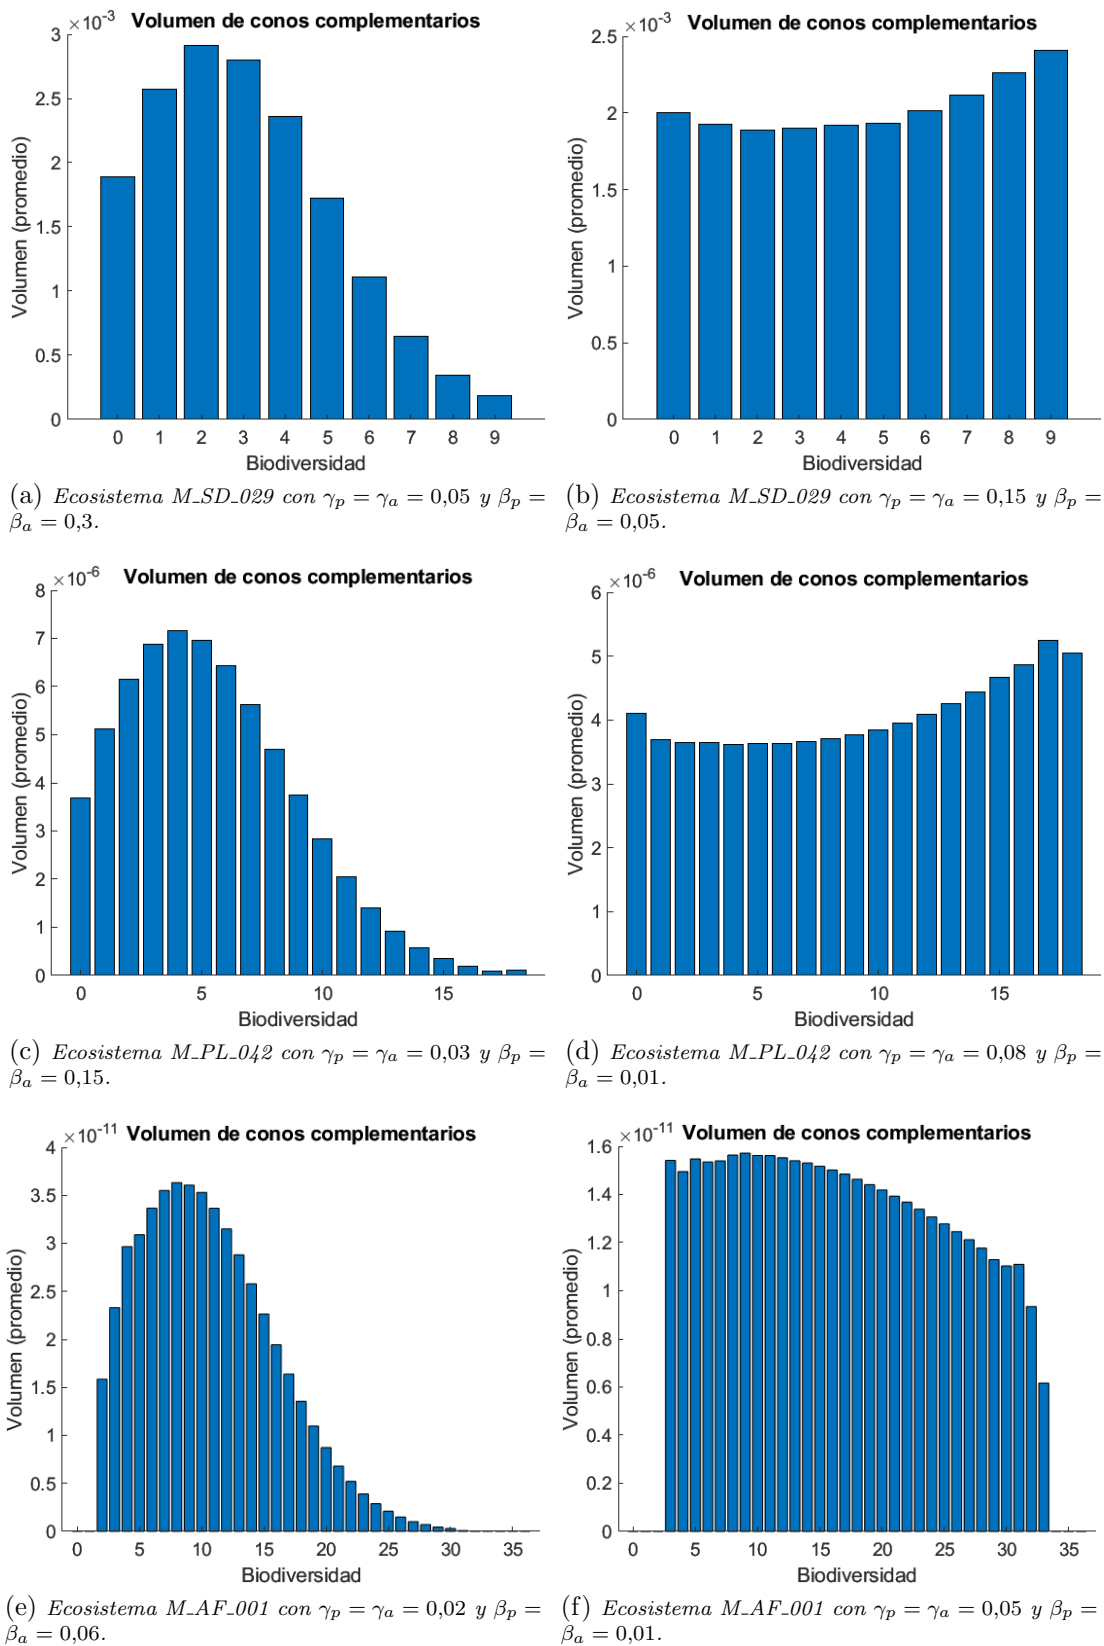 ×10-3 Volumen de conos complementarios
3
2.5
2
1.5
1
0.5
0
Volumen (promedio)
0 1 2 3 4 5 6 7 8 9
Biodiversidad
(a) Ecosistema M_SD_029 con γp = γa = 0,05 y βp =
βa = 0,3.
×10-3 Volumen de conos complementarios
2.5
2
1.5
1
0.5
0
Volumen (promedio)
0 1 2 3 4 5 6 7 8 9
Biodiversidad
(b) Ecosistema M_SD_029 con γp = γa = 0,15 y βp =
βa = 0,05.
×10-6 Volumen de conos complementarios
8
7
6
5
4
3
2
1
0
Volumen (promedio)
0 5 10 15
Biodiversidad
(c) Ecosistema M_PL_042 con γp = γa = 0,03 y βp =
βa = 0,15.
×10-6 Volumen de conos complementarios
6
5
4
3
2
1
0
Volumen (promedio)
0 5 10 15
Biodiversidad
(d) Ecosistema M_PL_042 con γp = γa = 0,08 y βp =
βa = 0,01.
×10-11 Volumen de conos complementarios
4
3.5
3
2.5
2
1.5
1
0.5
0
Volumen (promedio)
0 5 10 15 20 25 30 35
Biodiversidad
(e) Ecosistema M_AF_001 con γp = γa = 0,02 y βp =
βa = 0,06.
×10-11 Volumen de conos complementarios
1.6
1.4
1.2
1
0.8
0.6
0.4
0.2
0
Volumen (promedio)
0 5 10 15 20 25 30 35
Biodiversidad
(f) Ecosistema M_AF_001 con γp = γa = 0,05 y βp =
βa = 0,01.